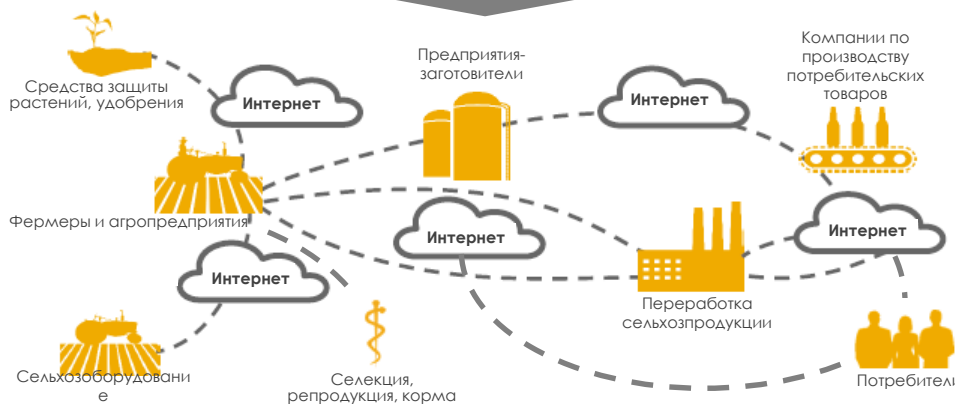 Средства защиты
растений, удобрения
Интернет
Предприятия-
заготовители
Интернет
Компании по
производству
потребительских
товаров
Фермеры и агропредприятия
Интернет
Интернет
Интернет
Переработка
сельхозпродукции
Сельхозоборудовани
е
Селекция,
репродукция, корма
Потребители